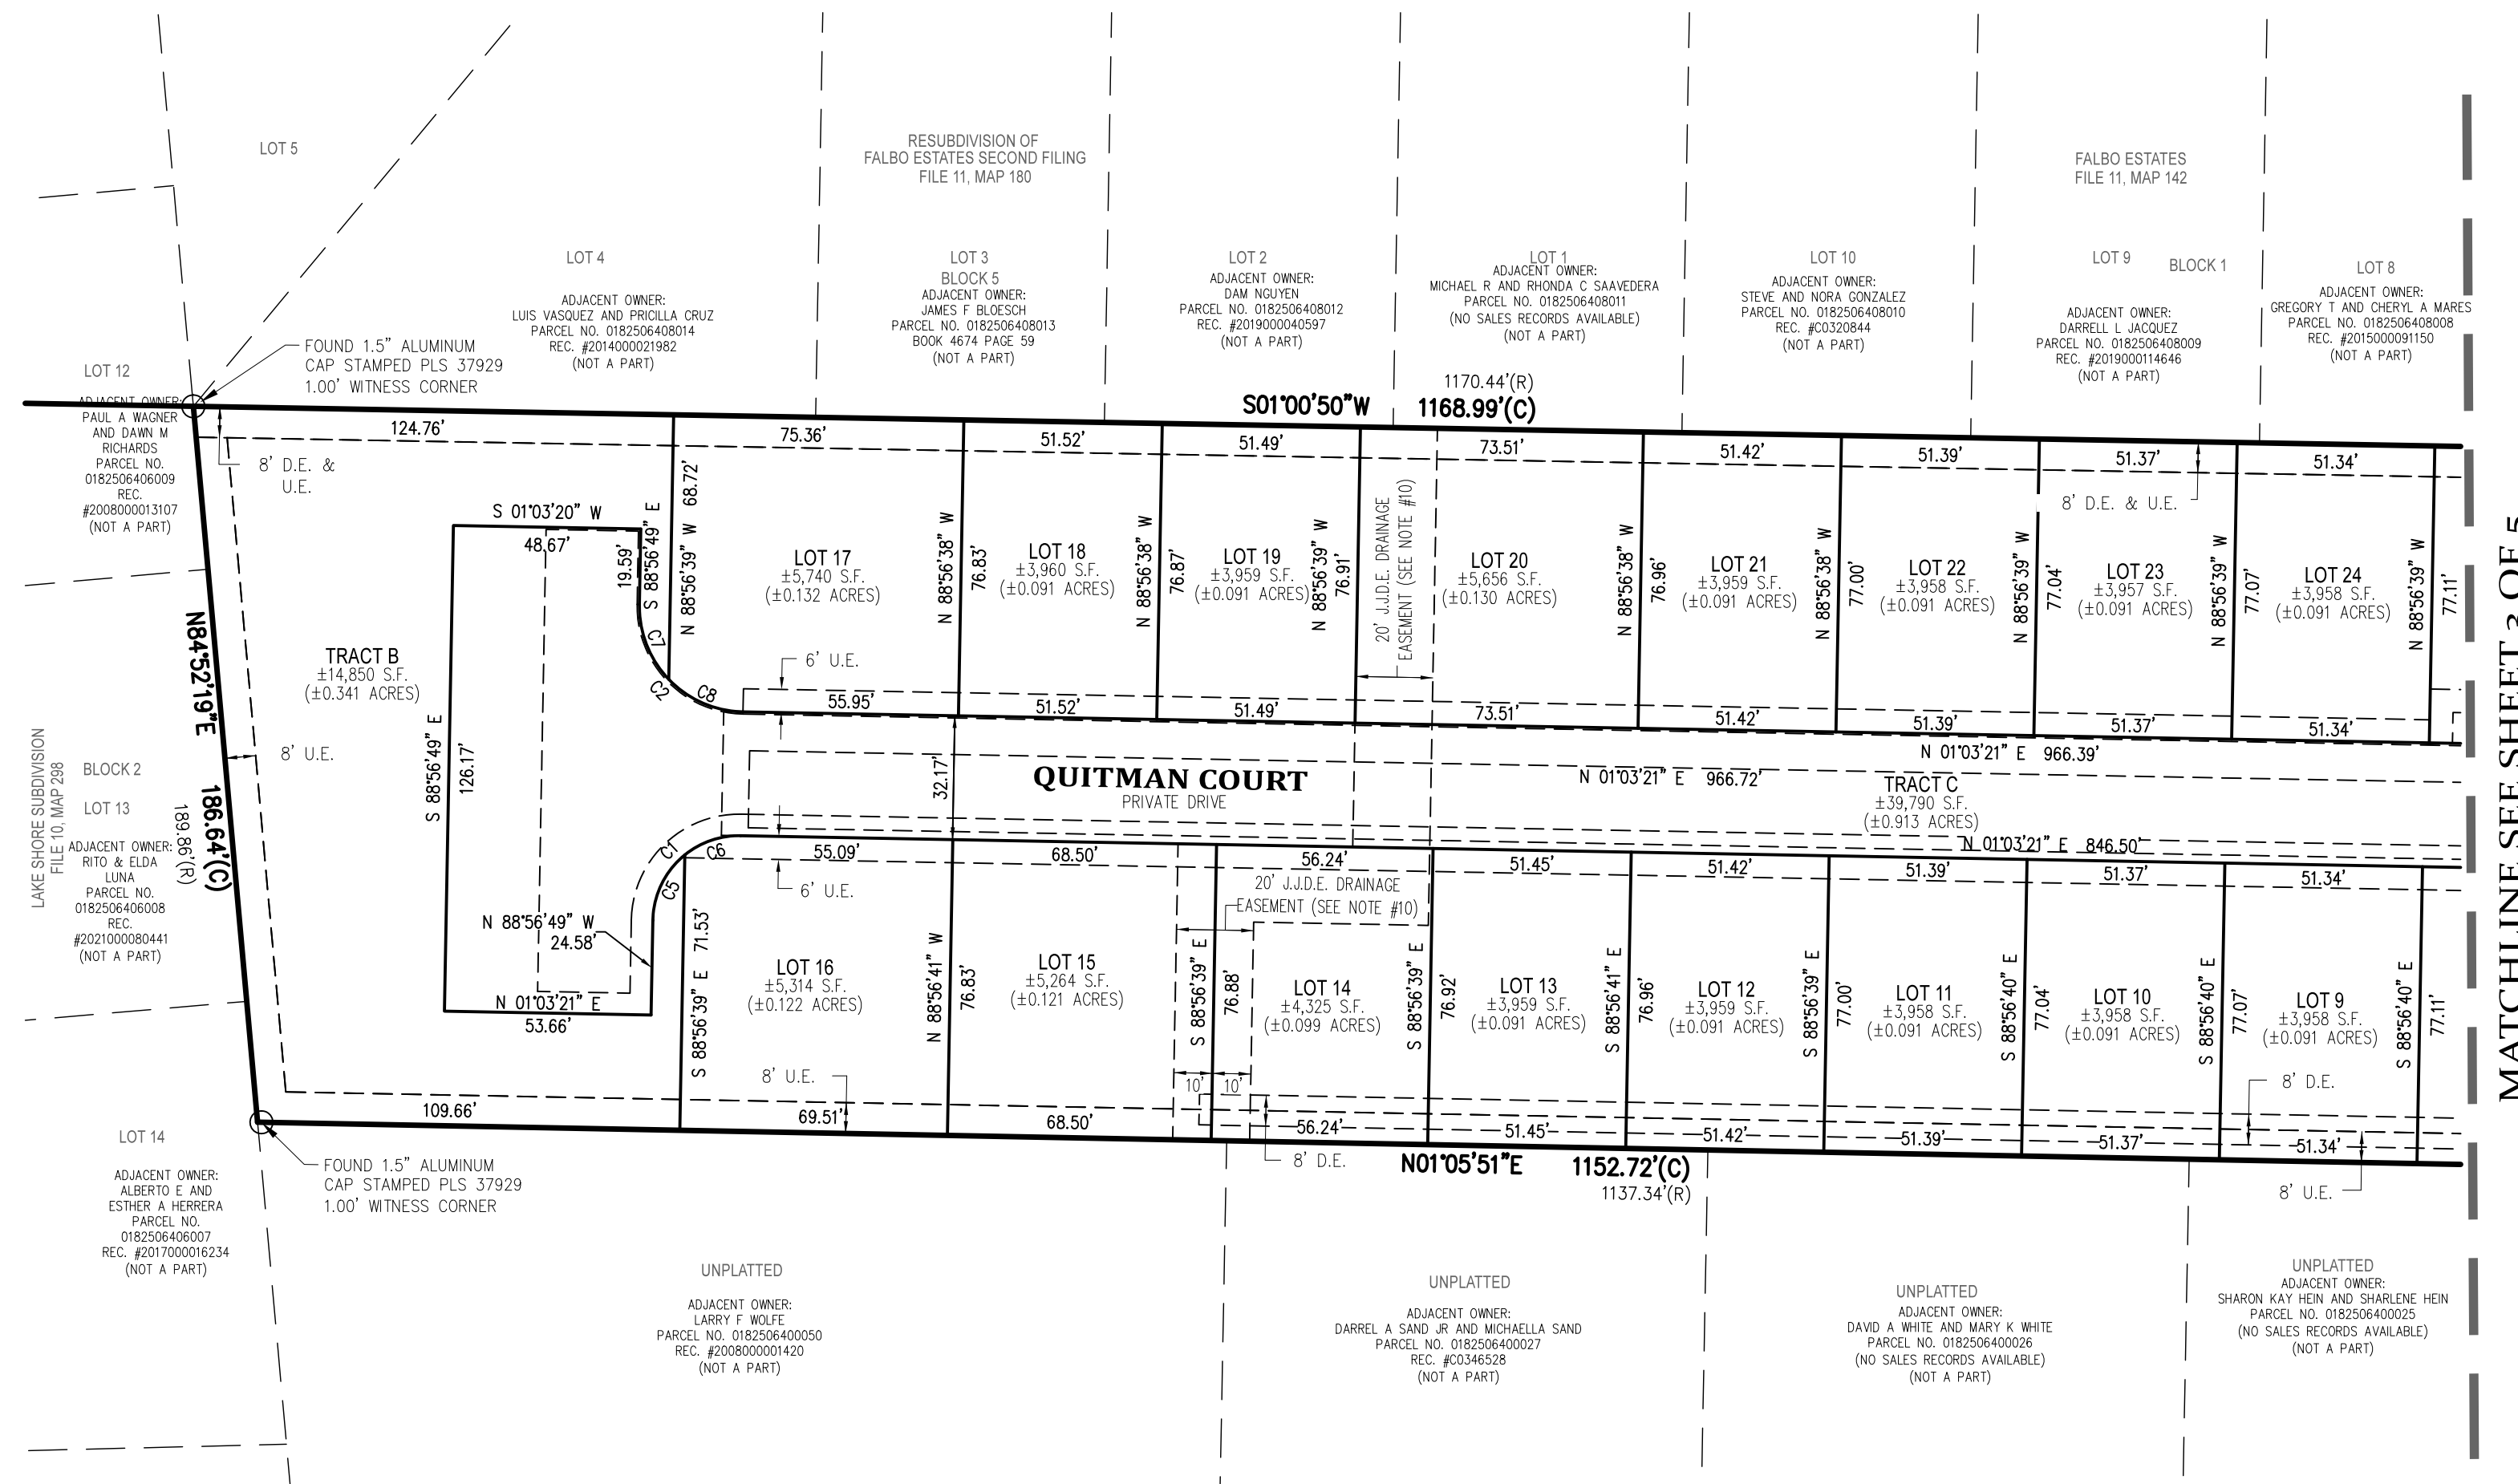 LOT 5
RESUBDIVISION OF
FALBO ESTATES SECOND FILING
FILE 11, MAP 180
FALBO ESTATES
FILE 11, MAP 142
LOT 4
ADJACENT OWNER:
LUIS VASQUEZ AND PRICILLA CRUZ
PARCEL NO. 0182506408014
REC. #2014000021982
(NOT A PART)
LOT 3
BLOCK 5
ADJACENT OWNER:
JAMES F BLOESCH
PARCEL NO. 0182506408013
BOOK 4674 PAGE 59
(NOT A PART)
LOT 2
ADJACENT OWNER:
DAM NGUYEN
PARCEL NO. 0182506408012
REC. #2019000040597
(NOT A PART)
LOT 1
ADJACENT OWNER:
MICHAEL R AND RHONDA C SAAVEDERA
PARCEL NO. 0182506408011
(NO SALES RECORDS AVAILABLE)
(NOT A PART)
LOT 10
ADJACENT OWNER:
STEVE AND NORA GONZALEZ
PARCEL NO. 0182506408010
REC. #C0320844
(NOT A PART)
LOT 9
BLOCK 1
ADJACENT OWNER:
DARRELL L JACQUEZ
PARCEL NO. 0182506408009
REC. #2019000114646
(NOT A PART)
LOT 8
ADJACENT OWNER:
GREGORY T AND CHERYL A MARES
PARCEL NO. 0182506408008
REC. #2015000091150
(NOT A PART)
FOUND 1.5" ALUMINUM
CAP STAMPED PLS 37929
1.00' WITNESS CORNER
LOT 12
ADJACENT OWNER:
PAUL A WAGNER
AND DAWN M
RICHARDS
PARCEL NO.
0182506406009
REC.
#2008000013107
(NOT A PART)
1170.44'(R)
S01°00'50"W 1168.99'(C)
124.76'
75.36'
51.52'
51.49'
73.51'
51.42'
51.39'
51.37'
51.34'
8' D.E. &
U.E.
8' D.E. & U.E.
S 01°03'20" W
48.67'
19.59'
S 88°56'49" E
N 88°56'39" W 68.72'
LOT 17
±5,740 S.F.
(±0.132 ACRES)
N 88°56'38" W
76.83'
LOT 18
±3,960 S.F.
(±0.091 ACRES)
N 88°56'38" W
76.87'
LOT 19
±3,959 S.F.
(±0.091 ACRES)
N 88°56'39" W
76.91'
20' J.J.D.E. DRAINAGE
EASEMENT (SEE NOTE #10)
LOT 20
±5,656 S.F.
(±0.130 ACRES)
N 88°56'38" W
76.96'
LOT 21
±3,959 S.F.
(±0.091 ACRES)
N 88°56'38" W
77.00'
LOT 22
±3,958 S.F.
(±0.091 ACRES)
N 88°56'39" W
77.04'
LOT 23
±3,957 S.F.
(±0.091 ACRES)
N 88°56'39" W
77.07'
LOT 24
±3,958 S.F.
(±0.091 ACRES)
N 88°56'39" W
77.11'
C7
C2
C8
6' U.E.
TRACT B
±14,850 S.F.
(±0.341 ACRES)
N84°52'19"E 186.64'(C)
189.86'(R)
8' U.E.
S 88°56'49" E
126.17'
55.95'
51.52'
51.49'
73.51'
51.42'
51.39'
51.37'
51.34'
N 01°03'21" E 966.39'
N 01°03'21" E 966.72'
QUITMAN COURT
PRIVATE DRIVE
32.17'
TRACT C
±39,790 S.F.
(±0.913 ACRES)
N 01°03'21" E 846.50'
LAKE SHORE SUBDIVISION
FILE 10, MAP 298
BLOCK 2
LOT 13
ADJACENT OWNER:
RITO & ELDA
LUNA
PARCEL NO.
0182506406008
REC.
#2021000080441
(NOT A PART)
C1
C6
C5
55.09'
68.50'
56.24'
51.45'
51.42'
51.39'
51.37'
51.34'
6' U.E.
20' J.J.D.E. DRAINAGE
EASEMENT (SEE NOTE #10)
N 88°56'49" W
24.58'
N 01°03'21" E
53.66'
S 88°56'39" E 71.53'
LOT 16
±5,314 S.F.
(±0.122 ACRES)
N 88°56'41" W
76.83'
LOT 15
±5,264 S.F.
(±0.121 ACRES)
S 88°56'39" E
76.88'
LOT 14
±4,325 S.F.
(±0.099 ACRES)
S 88°56'39" E
76.92'
LOT 13
±3,959 S.F.
(±0.091 ACRES)
S 88°56'41" E
76.96'
LOT 12
±3,959 S.F.
(±0.091 ACRES)
S 88°56'39" E
77.00'
LOT 11
±3,958 S.F.
(±0.091 ACRES)
S 88°56'40" E
77.04'
LOT 10
±3,958 S.F.
(±0.091 ACRES)
S 88°56'40" E
77.07'
LOT 9
±3,958 S.F.
(±0.091 ACRES)
S 88°56'40" E
77.11'
8' U.E.
10'
10'
8' D.E.
109.66'
69.51'
68.50'
56.24'
51.45'
51.42'
51.39'
51.37'
51.34'
8' D.E.
N01°05'51"E 1152.72'(C)
1137.34'(R)
8' U.E.
FOUND 1.5" ALUMINUM
CAP STAMPED PLS 37929
1.00' WITNESS CORNER
LOT 14
ADJACENT OWNER:
ALBERTO E AND
ESTHER A HERRERA
PARCEL NO.
0182506406007
REC. #2017000016234
(NOT A PART)
UNPLATTED
ADJACENT OWNER:
LARRY F WOLFE
PARCEL NO. 0182506400050
REC. #2008000001420
(NOT A PART)
UNPLATTED
ADJACENT OWNER:
DARREL A SAND JR AND MICHAELLA SAND
PARCEL NO. 0182506400027
REC. #C0346528
(NOT A PART)
UNPLATTED
ADJACENT OWNER:
DAVID A WHITE AND MARY K WHITE
PARCEL NO. 0182506400026
(NO SALES RECORDS AVAILABLE)
(NOT A PART)
UNPLATTED
ADJACENT OWNER:
SHARON KAY HEIN AND SHARLENE HEIN
PARCEL NO. 0182506400025
(NO SALES RECORDS AVAILABLE)
(NOT A PART)
MATCHLINE SEE SHEET 3 OF 5